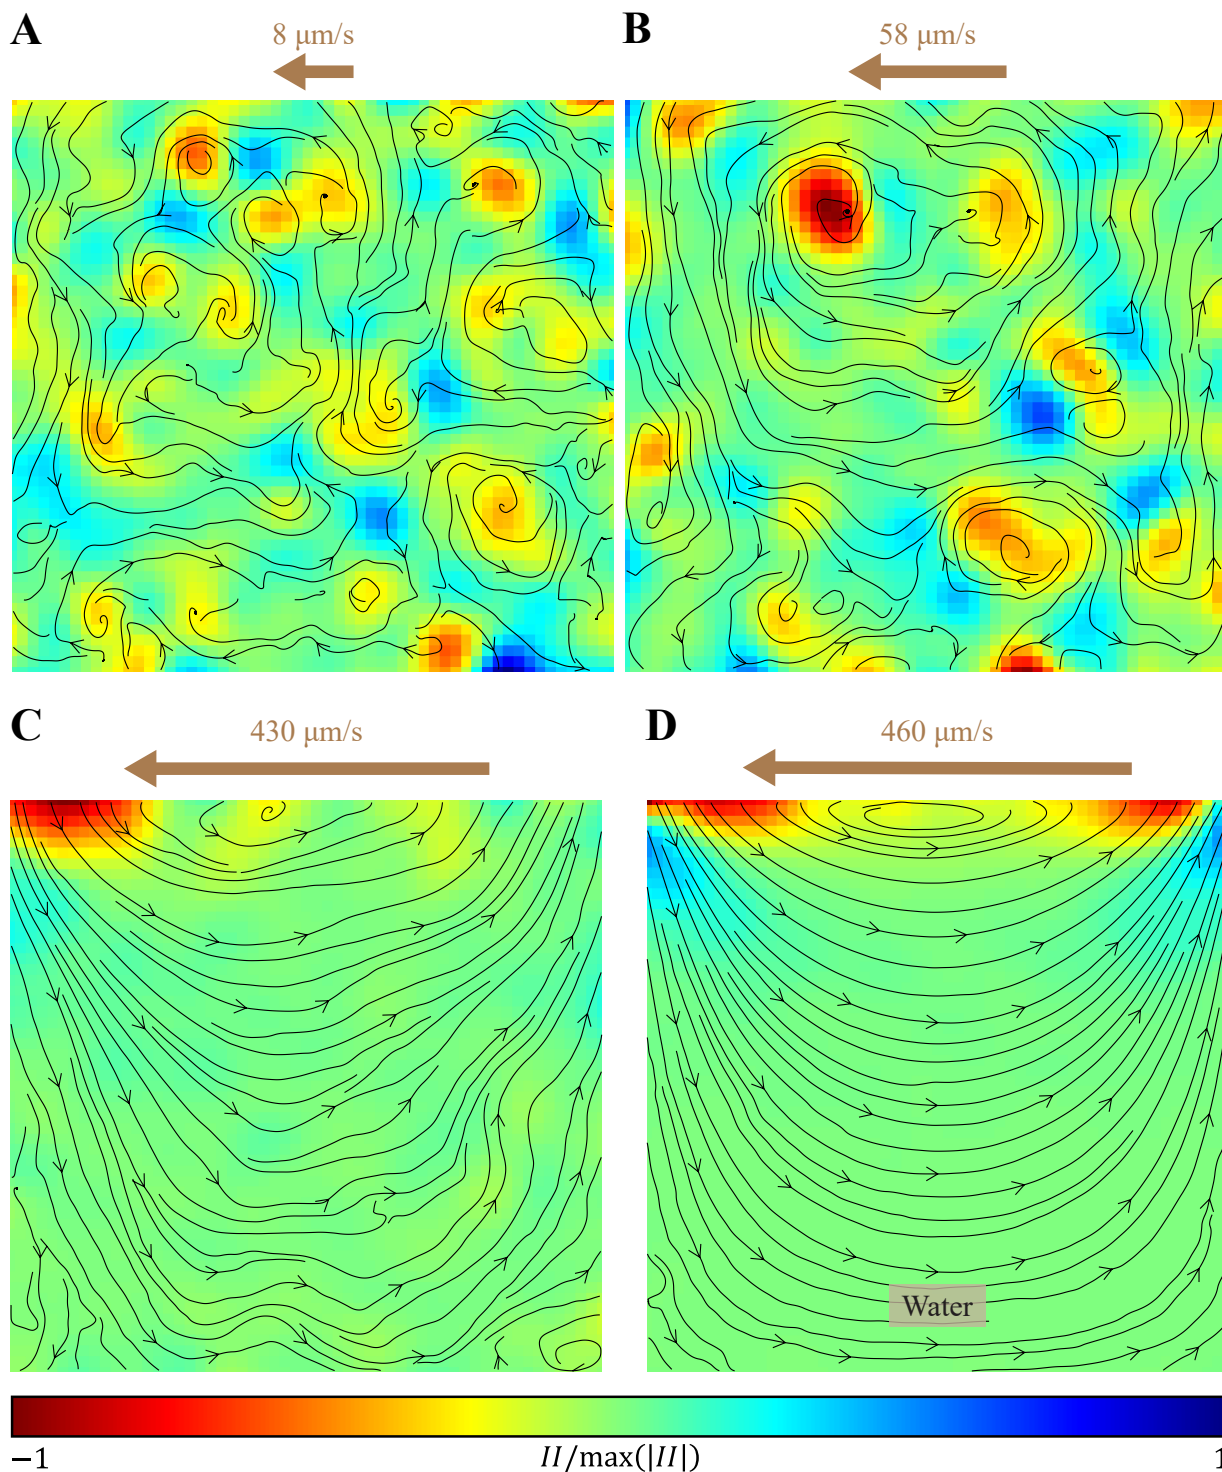 A
8 μm/s
B
58 μm/s
C
430 μm/s
D
460 μm/s
Water
−1
II/max(|II|)
1